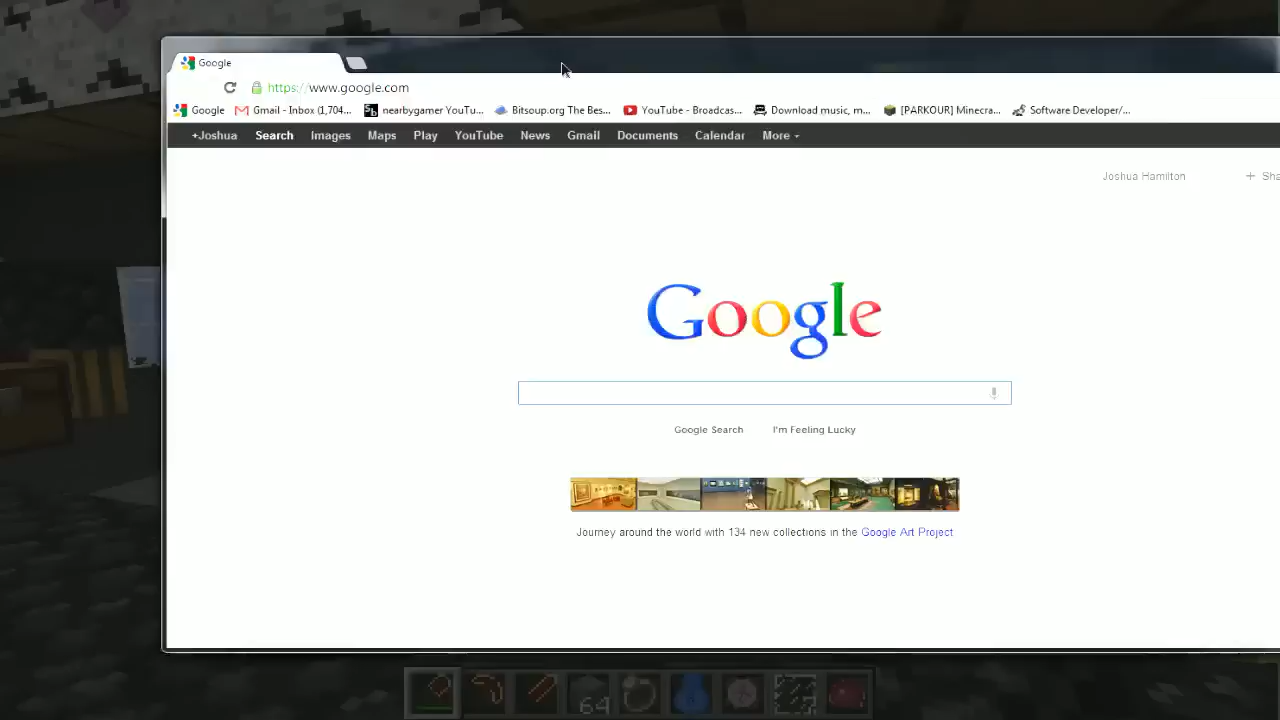 Google
https://www.google.com
Google Gmail - Inbox (1,704... nearbygamer YouTu... Bitsoup.org The Bes... YouTube - Broadcas... Download music, m... [PARKOUR] Minecra... Software Developer/...
+Joshua Search Images Maps Play YouTube News Gmail Documents Calendar More
Joshua Hamilton + Sha
Google
Google Search I'm Feeling Lucky
Journey around the world with 134 new collections in the Google Art Project
64